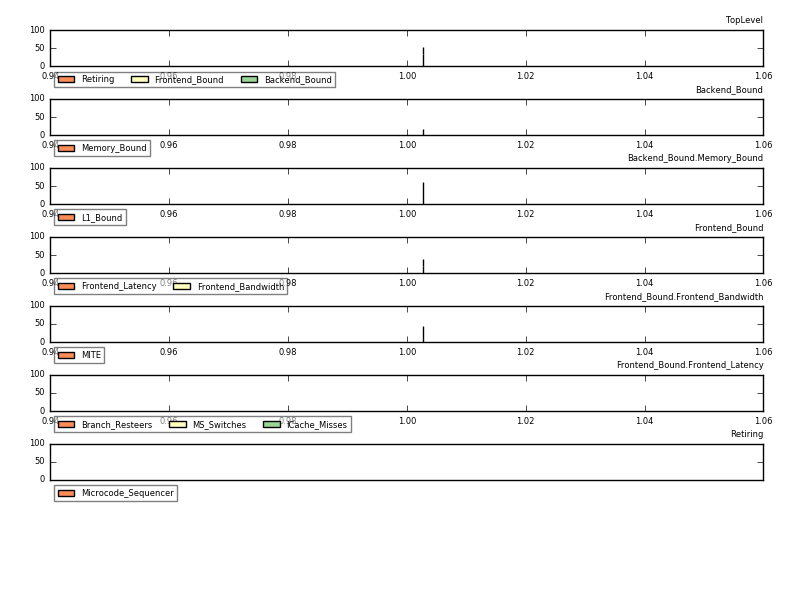 TopLevel
100
50
0
0.94 0.96 0.98 1.00 1.02 1.04 1.06
Retiring Frontend_Bound Backend_Bound
Backend_Bound
100
50
0
0.94 0.96 0.98 1.00 1.02 1.04 1.06
Memory_Bound
Backend_Bound.Memory_Bound
100
50
0
0.94 0.96 0.98 1.00 1.02 1.04 1.06
L1_Bound
Frontend_Bound
100
50
0
0.94 0.96 0.98 1.00 1.02 1.04 1.06
Frontend_Latency Frontend_Bandwidth
Frontend_Bound.Frontend_Bandwidth
100
50
0
0.94 0.96 0.98 1.00 1.02 1.04 1.06
MITE
Frontend_Bound.Frontend_Latency
100
50
0
0.94 0.96 0.98 1.00 1.02 1.04 1.06
Branch_Resteers MS_Switches ICache_Misses
Retiring
100
50
0
Microcode_Sequencer